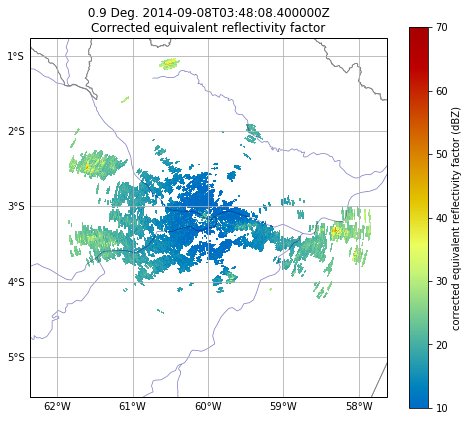 0.9 Deg. 2014-09-08T03:48:08.400000Z
Corrected equivalent reflectivity factor
1°S
2°S
3°S
4°S
5°S
62°W 61°W 60°W 59°W 58°W
70
60
50
40
30
20
10
corrected equivalent reflectivity factor (dBZ)